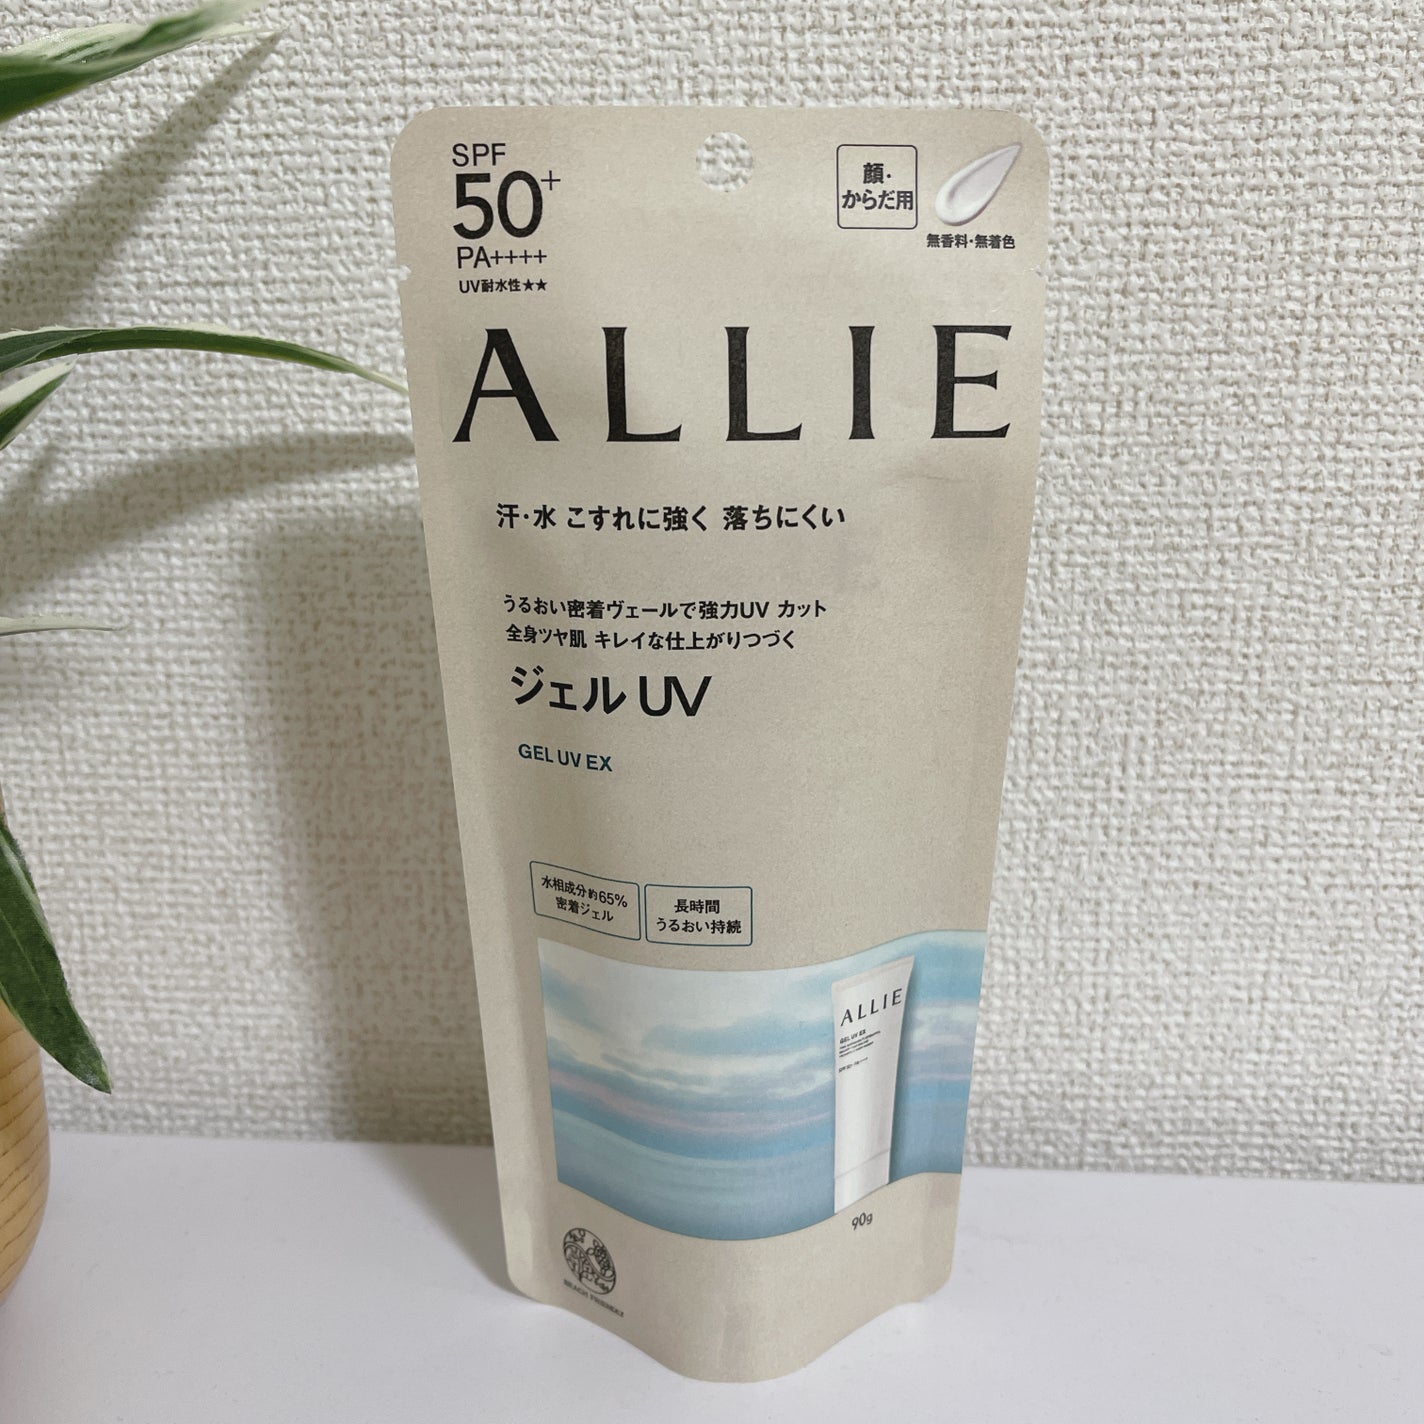 SPF
50+
PA++++
UV耐水性★★
顔・
からだ用
無香料・無着色
ALLIE
汗・水 こすれに強く 落ちにくい
うるおい密着ヴェールで強力UV カット
全身ツヤ肌 キレイな仕上がりつづく
ジェル UV
GEL UV EX
水相成分約65%
密着ジェル
長時間
うるおい持続
ALLIE
GEL UV EX
90g
BEACH FRIENDLY